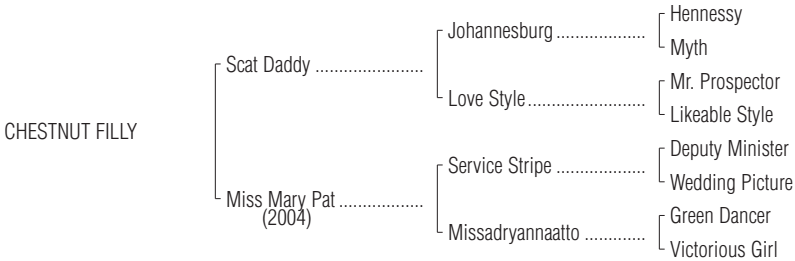 Hennessy
Johannesburg ...................
Myth
Scat Daddy .......................
Mr. Prospector
Love Style.........................
Likeable Style
CHESTNUT FILLY
Deputy Minister
Service Stripe ...................
Wedding Picture
Miss Mary Pat ..................
(2004)
Green Dancer
Missadryannaatto .............
Victorious Girl